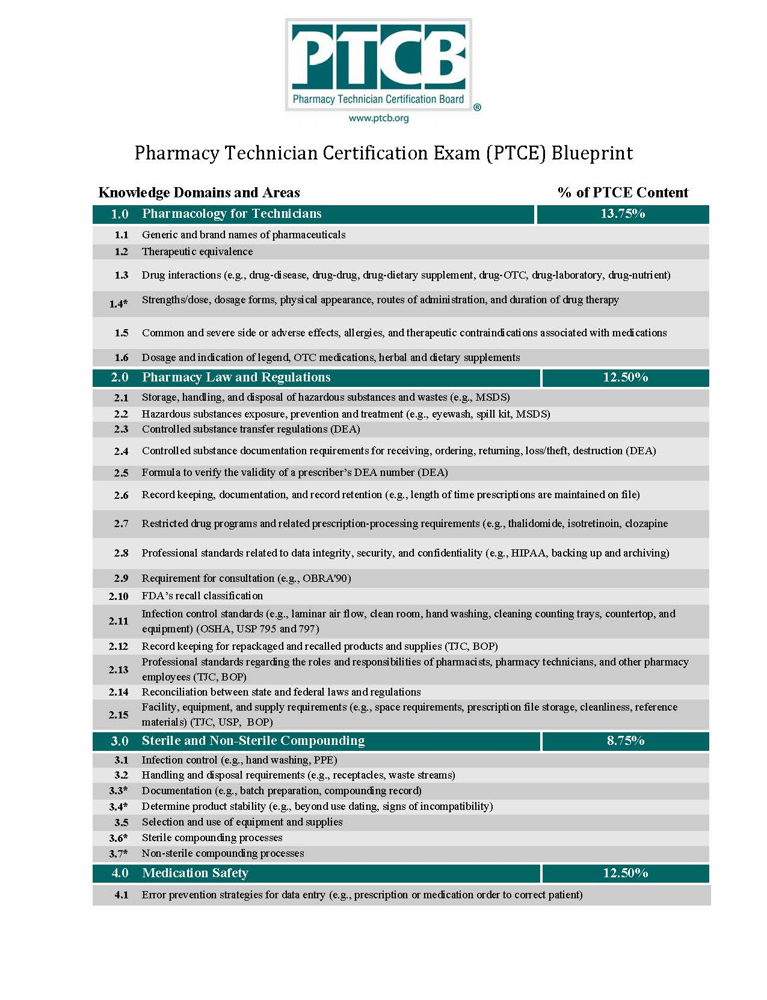 PTCB
Pharmacy Technician Certification Board
®
www.ptcb.org
Pharmacy Technician Certification Exam (PTCE) Blueprint
Knowledge Domains and Areas % of PTCE Content
1.0 Pharmacology for Technicians 13.75%
1.1 Generic and brand names of pharmaceuticals
1.2 Therapeutic equivalence
1.3 Drug interactions (e.g., drug-disease, drug-drug, drug-dietary supplement, drug-OTC, drug-laboratory, drug-nutrient)
1.4* Strengths/dose, dosage forms, physical appearance, routes of administration, and duration of drug therapy
1.5 Common and severe side or adverse effects, allergies, and therapeutic contraindications associated with medications
1.6 Dosage and indication of legend, OTC medications, herbal and dietary supplements
2.0 Pharmacy Law and Regulations 12.50%
2.1 Storage, handling, and disposal of hazardous substances and wastes (e.g., MSDS)
2.2 Hazardous substances exposure, prevention and treatment (e.g., eyewash, spill kit, MSDS)
2.3 Controlled substance transfer regulations (DEA)
2.4 Controlled substance documentation requirements for receiving, ordering, returning, loss/theft, destruction (DEA)
2.5 Formula to verify the validity of a prescriber’s DEA number (DEA)
2.6 Record keeping, documentation, and record retention (e.g., length of time prescriptions are maintained on file)
2.7 Restricted drug programs and related prescription-processing requirements (e.g., thalidomide, isotretinoin, clozapine
2.8 Professional standards related to data integrity, security, and confidentiality (e.g., HIPAA, backing up and archiving)
2.9 Requirement for consultation (e.g., OBRA'90)
2.10 FDA’s recall classification
2.11 Infection control standards (e.g., laminar air flow, clean room, hand washing, cleaning counting trays, countertop, and
equipment) (OSHA, USP 795 and 797)
2.12 Record keeping for repackaged and recalled products and supplies (TJC, BOP)
2.13 Professional standards regarding the roles and responsibilities of pharmacists, pharmacy technicians, and other pharmacy
employees (TJC, BOP)
2.14 Reconciliation between state and federal laws and regulations
2.15 Facility, equipment, and supply requirements (e.g., space requirements, prescription file storage, cleanliness, reference
materials) (TJC, USP, BOP)
3.0 Sterile and Non-Sterile Compounding 8.75%
3.1 Infection control (e.g., hand washing, PPE)
3.2 Handling and disposal requirements (e.g., receptacles, waste streams)
3.3* Documentation (e.g., batch preparation, compounding record)
3.4* Determine product stability (e.g., beyond use dating, signs of incompatibility)
3.5 Selection and use of equipment and supplies
3.6* Sterile compounding processes
3.7* Non-sterile compounding processes
4.0 Medication Safety 12.50%
4.1 Error prevention strategies for data entry (e.g., prescription or medication order to correct patient)